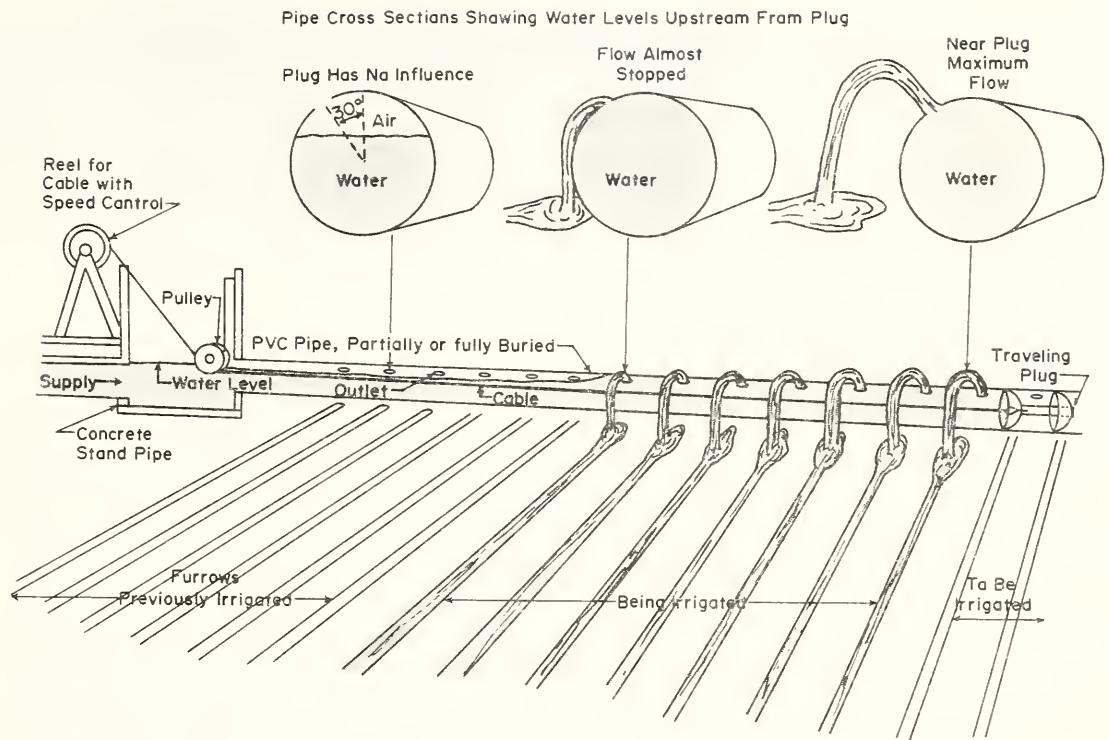 Pipe Cross Sections Showing Water Levels Upstream Fram Plug
Plug Has Na Influence
Flow Almost
Stopped
Near Plug
Maximum
Flow
30°
Air
Water
Water
Water
Reel for
Cable with
Speed Cantrol
Pulley
PVC Pipe, Partially or fully Buried
Traveling
Plug
Supply
Water Level
Outlet
Cable
Concrete
Stand Pipe
Furrows
Previously Irrigated
Being Irrigated
Ta Be
Irrigated